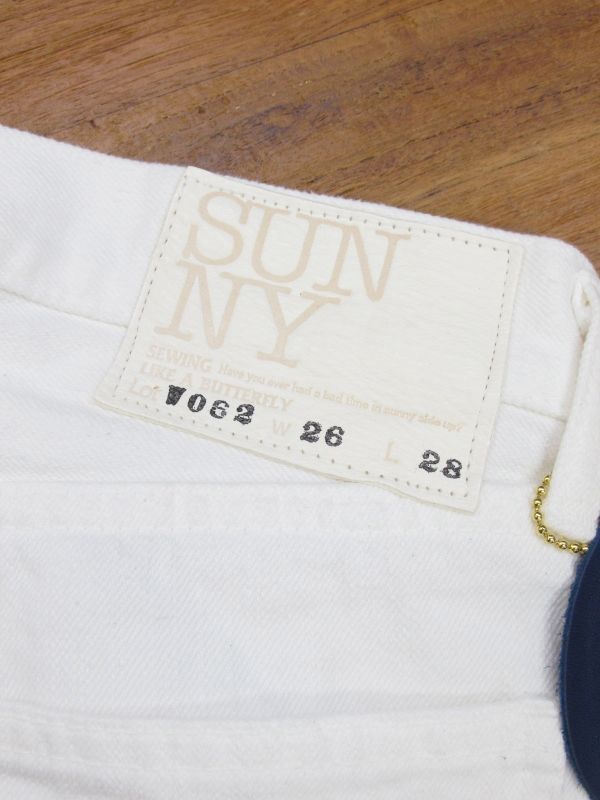 SUN
NY
SEWING Have you ever had a bad time in sunny side up?
LIKE A BUTTERFLY
Lot W062 W 26 L 28